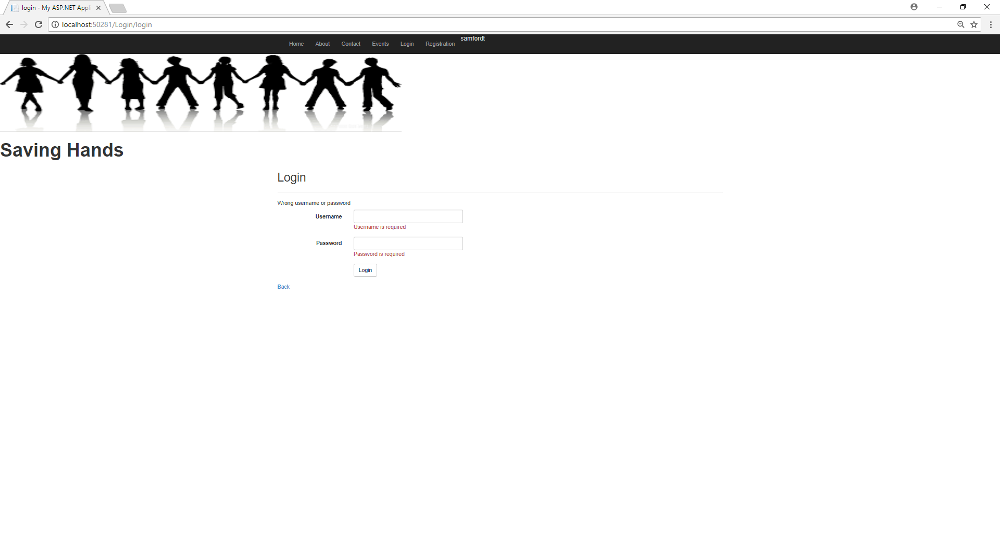 login - My ASP.NET Appli
localhost:50281/Login/login
Home About Contact Events Login Registration samfordt
Saving Hands
Login
Wrong username or password
Username
Username is required
Password
Password is required
Login
Back